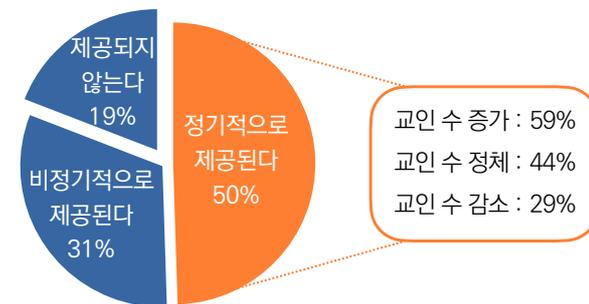 제공되지
않는다
19%
정기적으로
제공된다
50%
비정기적으로
제공된다
31%
교인 수 증가 : 59%
교인 수 정체 : 44%
교인 수 감소 : 29%